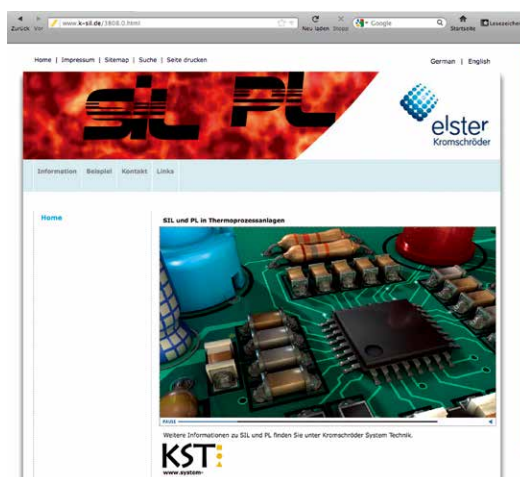 Zurück Vor www.k-sil.de/3808.0.html Neu laden Stopp Google Startseite Lesezeichen
Home | Impressum | Sitemap | Suche | Seite drucken German | English
SIL PL
elster
Kromschröder
Information Beispiel Kontakt Links
Home
SIL und PL in Thermoprozessanlagen
PAUSE
Weitere Informationen zu SIL und PL finden Sie unter Kromschröder System Technik.
KST
www.system-